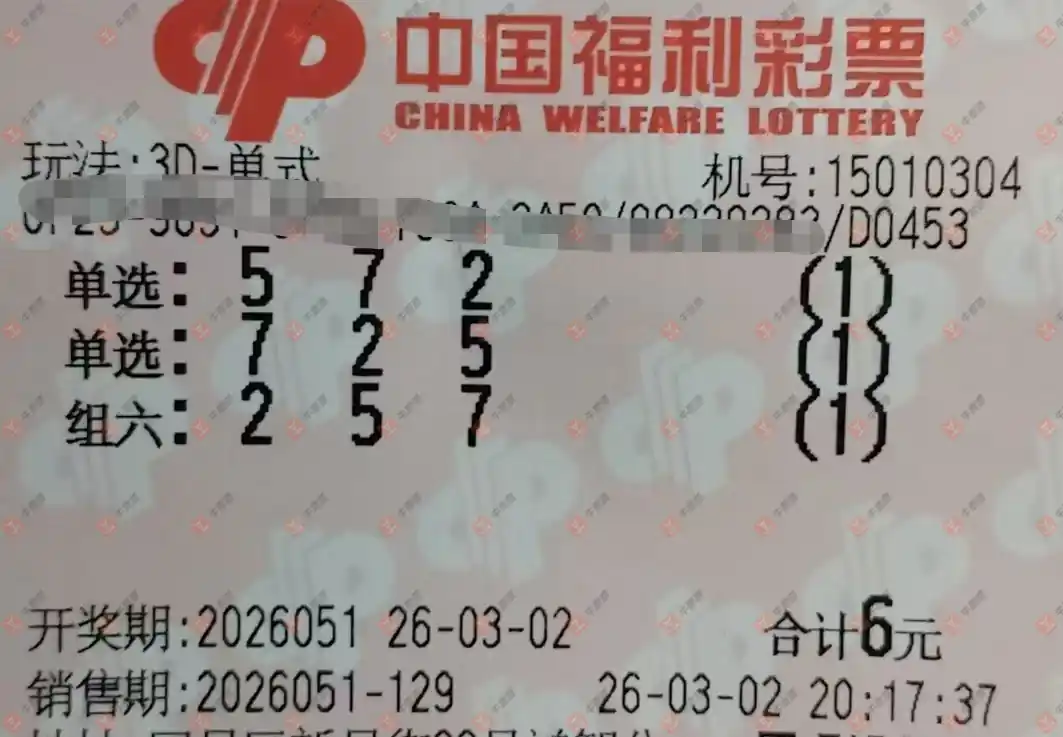 中国福利彩票
CHINA WELFARE LOTTERY
玩法:3D-单式
机号:15010304
/D0453
单选: 5 7 2 (1)
单选: 7 2 5 (1)
组六: 2 5 7 (1)
开奖期:2026051 26-03-02 合计6元
销售期:2026051-129 26-03-02 20:17:37